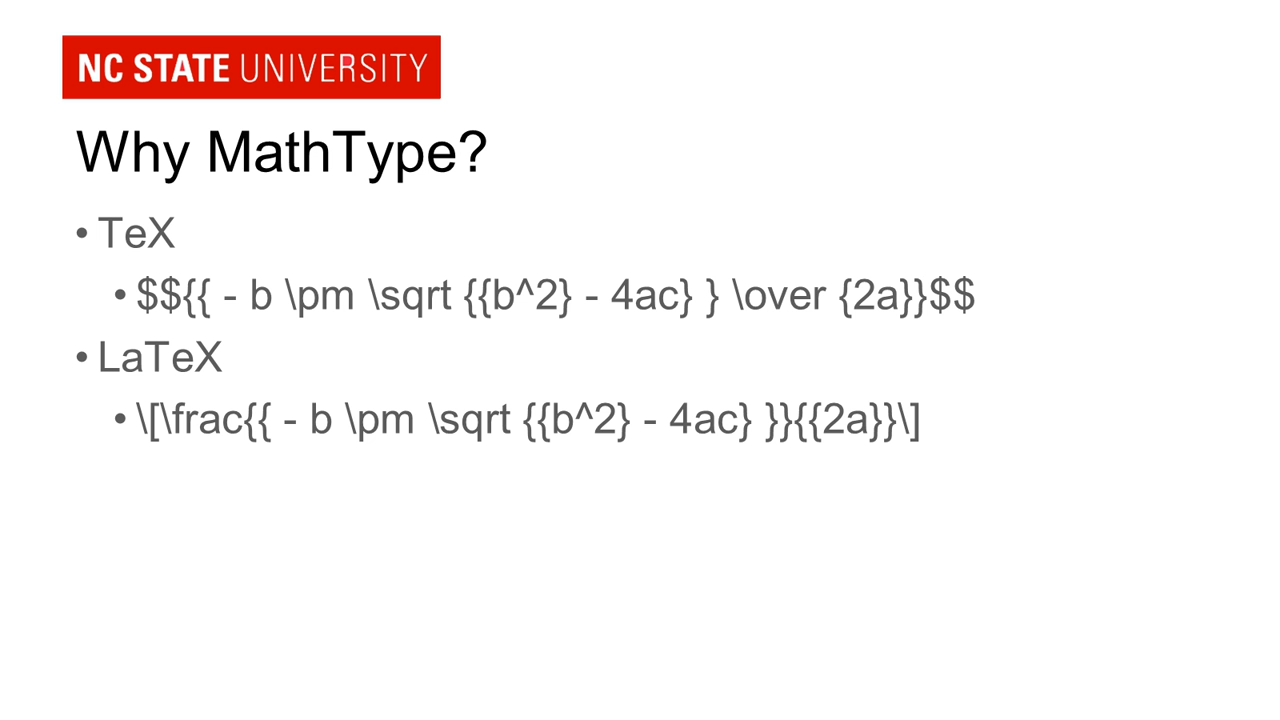 NC STATE UNIVERSITY
Why MathType?
• TeX
• $${{ - b \pm \sqrt {{b^2} - 4ac} } \over {2a}}$$
• LaTeX
• \[\frac{{ - b \pm \sqrt {{b^2} - 4ac} }}{{2a}}\]